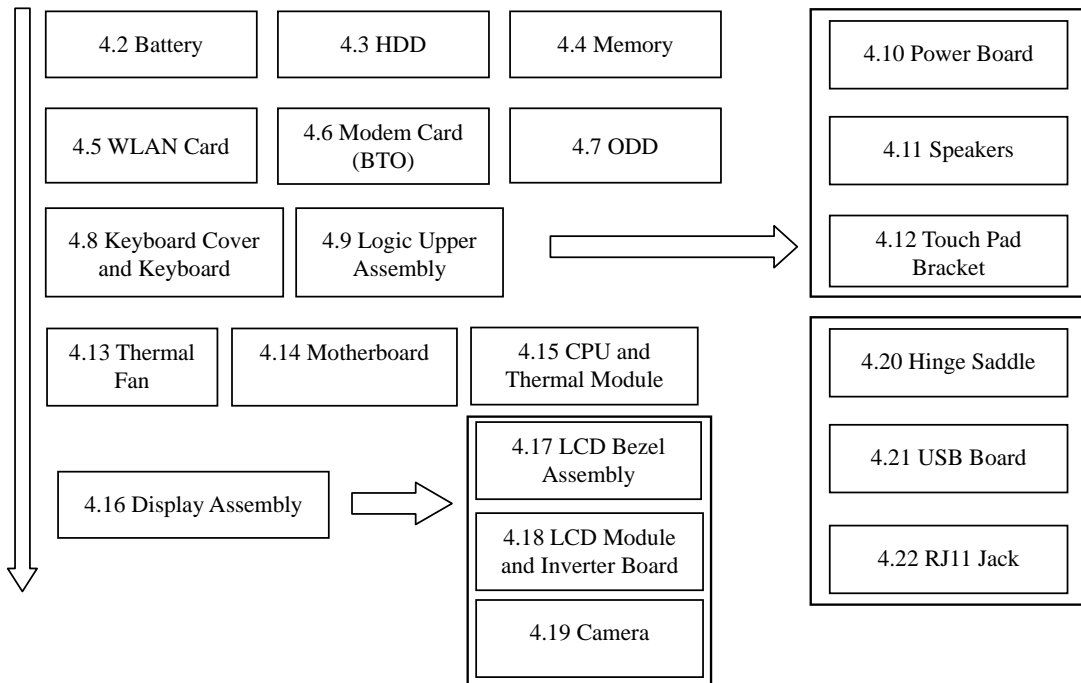 4.2 Battery
4.3 HDD
4.4 Memory
4.5 WLAN Card
4.6 Modem Card
(BTO)
4.7 ODD
4.8 Keyboard Cover
and Keyboard
4.9 Logic Upper
Assembly
4.10 Power Board
4.11 Speakers
4.12 Touch Pad
Bracket
4.13 Thermal
Fan
4.14 Motherboard
4.15 CPU and
Thermal Module
4.16 Display Assembly
4.17 LCD Bezel
Assembly
4.18 LCD Module
and Inverter Board
4.19 Camera
4.20 Hinge Saddle
4.21 USB Board
4.22 RJ11 Jack